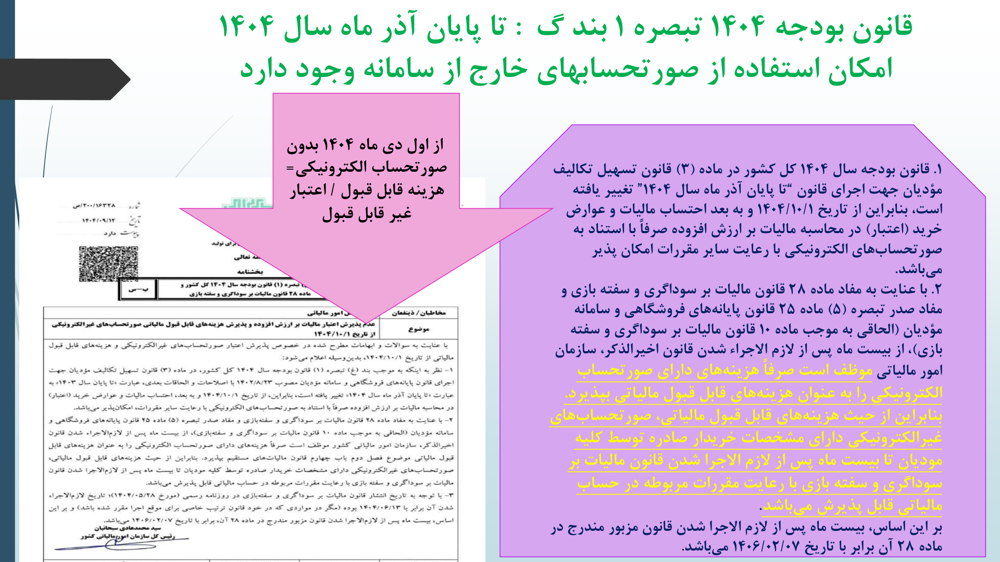 قانون بودجه ۱۴۰۴ تبصره ۱ بند گ : تا پایان آذر ماه سال ۱۴۰۴
امکان استفاده از صورتحسابهای خارج از سامانه وجود دارد
از اول دی ماه ۱۴۰۴ بدون
صورتحساب الکترونیکی=
هزینه قابل قبول / اعتبار
غیر قابل قبول
۱. قانون بودجه سال ۱۴۰۴ کل کشور در ماده (۳) قانون تسهیل تکالیف
مؤدیان جهت اجرای قانون “تا پایان آذر ماه سال ۱۴۰۴” تغییر یافته
است، بنابراین از تاریخ ۱۴۰۴/۱۰/۱ و به بعد احتساب مالیات و عوارض
خرید (اعتبار) در محاسبه مالیات بر ارزش افزوده صرفاً با استناد به
صورتحساب‌های الکترونیکی با رعایت سایر مقررات امکان پذیر
می‌باشد.
۲. با عنایت به مفاد ماده ۲۸ قانون مالیات بر سوداگری و سفته بازی و
مفاد صدر تبصره (۵) ماده ۲۵ قانون پایانه‌های فروشگاهی و سامانه
مؤدیان (الحاقی به موجب ماده ۱۰ قانون مالیات بر سوداگری و سفته
بازی)، از بیست ماه پس از لازم الاجراء شدن قانون اخیرالذکر، سازمان
امور مالیاتی موظف است صرفاً هزینه‌های دارای صورتحساب
الکترونیکی را به عنوان هزینه‌های قابل قبول مالیاتی بپذیرد.
بنابراین از حیث هزینه‌های قابل قبول مالیاتی، صورتحساب‌های
غیرالکترونیکی دارای مشخصات خریدار صادره توسط کلیه
مودیان تا بیست ماه پس از لازم الاجرا شدن قانون مالیات بر
سوداگری و سفته بازی با رعایت مقررات مربوطه در حساب
مالیاتی قابل پذیرش می‌باشد.
بر این اساس، بیست ماه پس از لازم الاجرا شدن قانون مزبور مندرج در
ماده ۲۸ آن برابر با تاریخ ۱۴۰۶/۰۲/۰۷ می‌باشد.
شماره ۲۰۰/۱۶۳۲۸/ص
تاریخ ۱۴۰۴/۰۹/۱۲
پیوست دارد
برای تولید
تعالی
بخشنامه
تبصره (۱) قانون بودجه سال ۱۴۰۴ کل کشور و
ماده ۲۸ قانون مالیات بر سوداگری و سفته بازی
ب–س
مخاطبان/ ذینفعان
امور مالیاتی
موضوع
عدم پذیرش اعتبار مالیات بر ارزش افزوده و پذیرش هزینه‌های قابل قبول مالیاتی صورتحساب‌های غیرالکترونیکی
از تاریخ ۱۴۰۴/۱۰/۱
با عنایت به سوالات و ابهامات مطرح شده در خصوص پذیرش اعتبار صورتحساب‌های غیرالکترونیکی و هزینه‌های قابل قبول
مالیاتی از تاریخ ۱۴۰۴/۱۰/۱، بدین‌وسیله اعلام می‌شود:
۱– نظر به اینکه به موجب بند (غ) تبصره (۱) قانون بودجه سال ۱۴۰۴ کل کشور، در ماده (۳) قانون تسهیل تکالیف مؤدیان جهت
اجرای قانون پایانه‌های فروشگاهی و سامانه مؤدیان مصوب ۱۴۰۲/۸/۲۳ با اصلاحات و الحاقات بعدی، عبارت «تا پایان سال ۱۴۰۳» به
عبارت «تا پایان آذر ماه سال ۱۴۰۴» تغییر یافته است، بنابراین، از تاریخ ۱۴۰۴/۱۰/۱ و به بعد، احتساب مالیات و عوارض خرید (اعتبار)
در محاسبه مالیات بر ارزش افزوده صرفاً با استناد به صورتحساب‌های الکترونیکی با رعایت سایر مقررات، امکان‌پذیر می‌باشد.
۲– با عنایت به مفاد ماده ۲۸ قانون مالیات بر سوداگری و سفته‌بازی و مفاد صدر تبصره (۵) ماده ۲۵ قانون پایانه‌های فروشگاهی و
سامانه مؤدیان (الحاقی به موجب ماده ۱۰ قانون مالیات بر سوداگری و سفته‌بازی)، از بیست ماه پس از لازم‌الاجراء شدن قانون
اخیرالذکر، سازمان امور مالیاتی کشور موظف است صرفاً هزینه‌های دارای صورتحساب الکترونیکی را به عنوان هزینه‌های قابل
قبول مالیاتی موضوع فصل دوم باب چهارم قانون مالیات‌های مستقیم بپذیرد. بنابراین از حیث هزینه‌های قابل قبول مالیاتی،
صورتحساب‌های غیرالکترونیکی دارای مشخصات خریدار صادره توسط کلیه مودیان تا بیست ماه پس از لازم‌الاجرا شدن قانون
مالیات بر سوداگری و سفته بازی با رعایت مقررات مربوطه در حساب مالیاتی قابل پذیرش می‌باشد.
۳– با توجه به تاریخ انتشار قانون مالیات بر سوداگری و سفته‌بازی در روزنامه رسمی (مورخ ۱۴۰۴/۰۵/۲۸)؛ تاریخ لازم‌الاجراء
شدن آن برابر با ۱۴۰۴/۰۶/۱۳ بوده (مگر در مواردی که در خود قانون ترتیب خاصی برای موقع اجرا مقرر شده باشد) و بر این
اساس، بیست ماه پس از لازم‌الاجرا شدن قانون مزبور مندرج در ماده ۲۸ آن، برابر با تاریخ ۱۴۰۶/۰۲/۰۷ می‌باشد.
سید محمدهادی سبحانیان
رئیس کل سازمان امور مالیاتی کشور